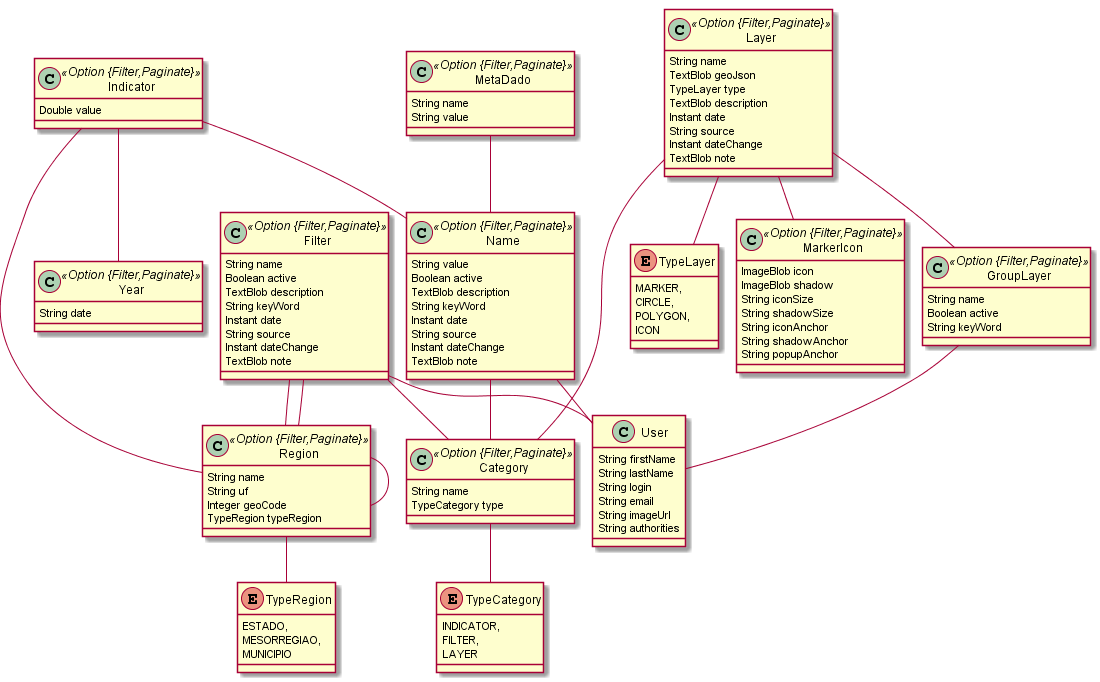 C «Option {Filter,Paginate}»
Layer
String name
TextBlob geoJson
TypeLayer type
TextBlob description
Instant date
String source
Instant dateChange
TextBlob note
C «Option {Filter,Paginate}»
Indicator
Double value
C «Option {Filter,Paginate}»
MetaDado
String name
String value
C «Option {Filter,Paginate}»
Filter
String name
Boolean active
TextBlob description
String keyWord
Instant date
String source
Instant dateChange
TextBlob note
C «Option {Filter,Paginate}»
Name
String value
Boolean active
TextBlob description
String keyWord
Instant date
String source
Instant dateChange
TextBlob note
E TypeLayer
MARKER,
CIRCLE,
POLYGON,
ICON
C «Option {Filter,Paginate}»
MarkerIcon
ImageBlob icon
ImageBlob shadow
String iconSize
String shadowSize
String iconAnchor
String shadowAnchor
String popupAnchor
C «Option {Filter,Paginate}»
GroupLayer
String name
Boolean active
String keyWord
C «Option {Filter,Paginate}»
Year
String date
C «Option {Filter,Paginate}»
Region
String name
String uf
Integer geoCode
TypeRegion typeRegion
C «Option {Filter,Paginate}»
Category
String name
TypeCategory type
C User
String firstName
String lastName
String login
String email
String imageUrl
String authorities
E TypeRegion
ESTADO,
MESORREGIAO,
MUNICIPIO
E TypeCategory
INDICATOR,
FILTER,
LAYER